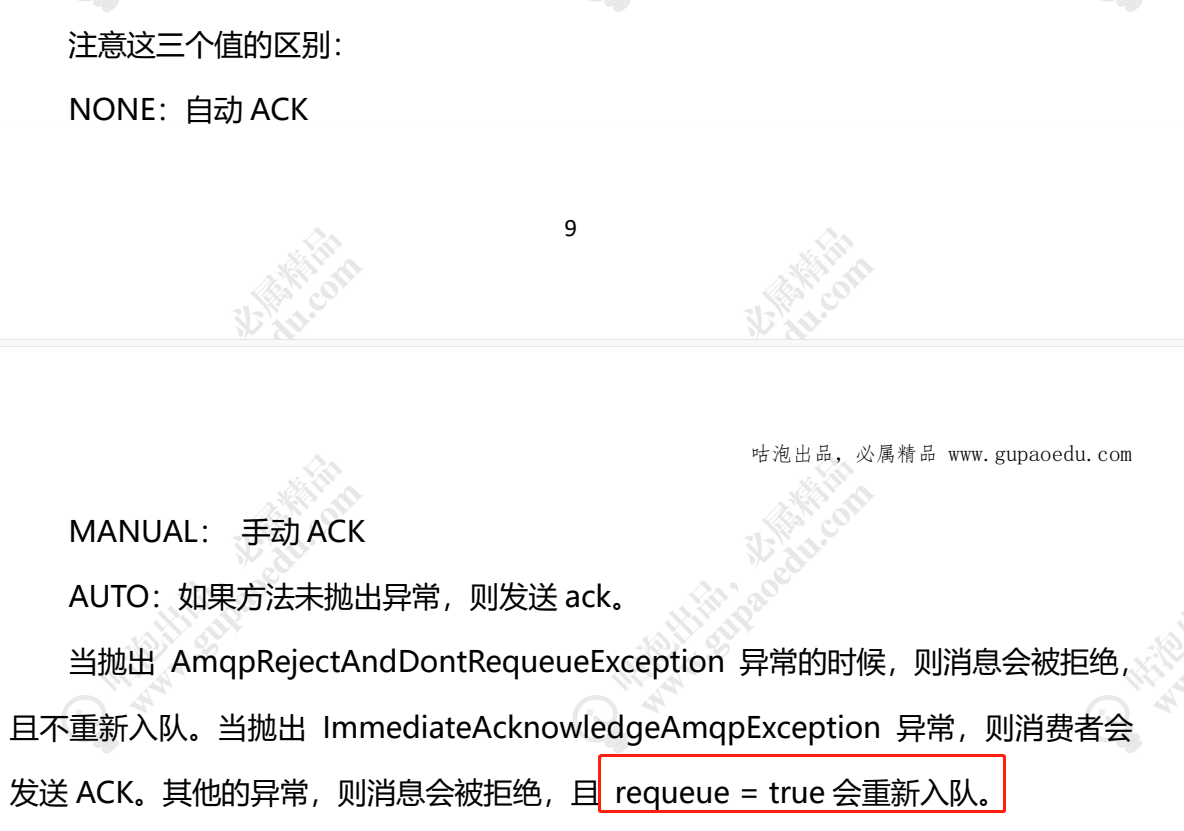 注意这三个值的区别：
NONE：自动 ACK
9
咕泡出品，必属精品 www.gupaoedu.com
MANUAL： 手动 ACK
AUTO：如果方法未抛出异常，则发送 ack。
当抛出 AmqpRejectAndDontRequeueException 异常的时候，则消息会被拒绝，
且不重新入队。当抛出 ImmediateAcknowledgeAmqpException 异常，则消费者会
发送 ACK。其他的异常，则消息会被拒绝，且 requeue = true 会重新入队。